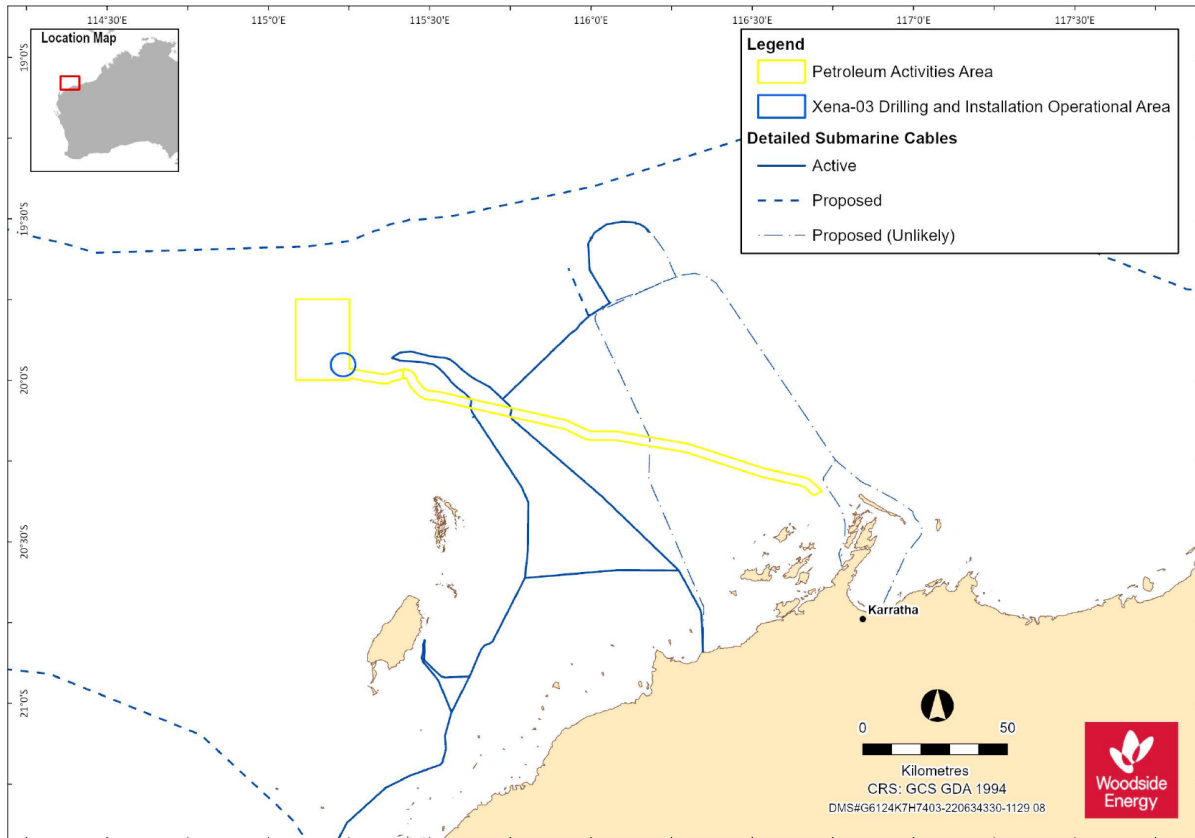 114°30'E
115°0'E
115°30'E
116°0'E
116°30'E
117°0'E
117°30'E
19°0'S
19°30'S
20°0'S
20°30'S
21°0'S
Location Map
Legend
Petroleum Activities Area
Xena-03 Drilling and Installation Operational Area
Detailed Submarine Cables
Active
Proposed
Proposed (Unlikely)
Karratha
0 50
Kilometres
CRS: GCS GDA 1994
DMS#G6124K7H7403-220634330-1129.08
Woodside
Energy